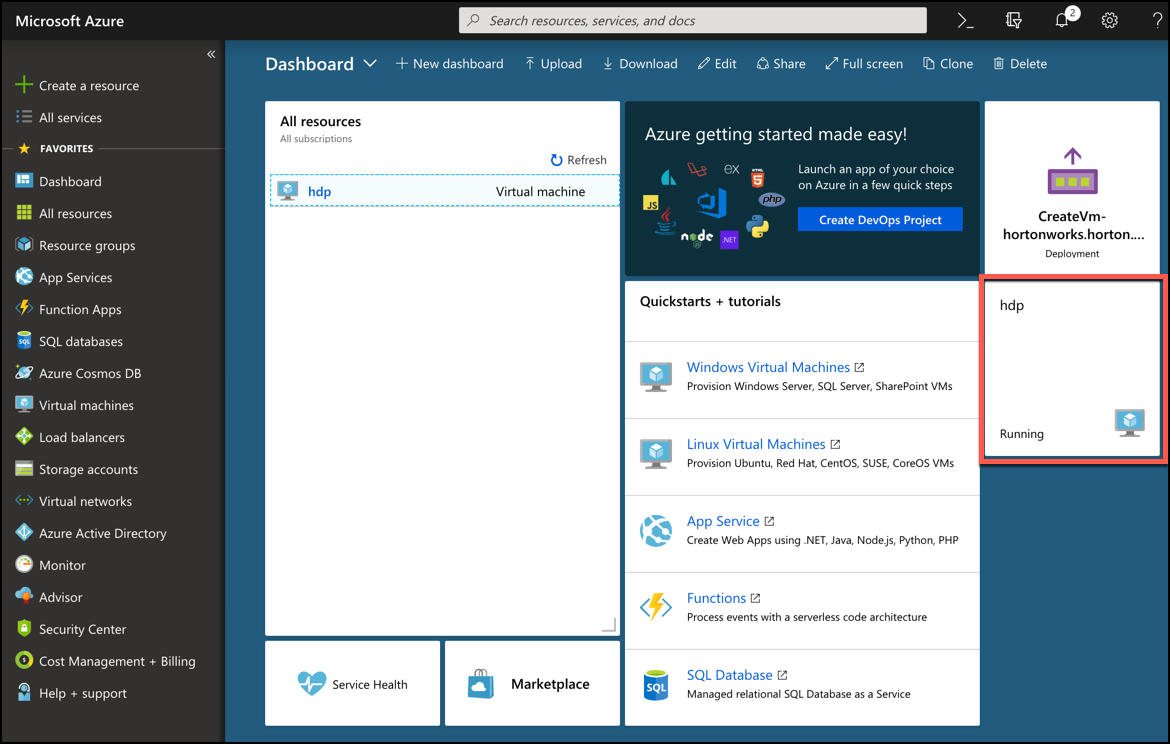 Microsoft Azure
Search resources, services, and docs
2
?
«
Create a resource
All services
FAVORITES
Dashboard
All resources
Resource groups
App Services
Function Apps
SQL databases
Azure Cosmos DB
Virtual machines
Load balancers
Storage accounts
Virtual networks
Azure Active Directory
Monitor
Advisor
Security Center
Cost Management + Billing
Help + support
Dashboard
New dashboard
Upload
Download
Edit
Share
Full screen
Clone
Delete
All resources
All subscriptions
Refresh
hdp Virtual machine
Service Health
Marketplace
Azure getting started made easy!
EX
HTML
5
JS
php
node
JS
.NET
Launch an app of your choice
on Azure in a few quick steps
Create DevOps Project
Quickstarts + tutorials
Windows Virtual Machines
Provision Windows Server, SQL Server, SharePoint VMs
Linux Virtual Machines
Provision Ubuntu, Red Hat, CentOS, SUSE, CoreOS VMs
App Service
Create Web Apps using .NET, Java, Node.js, Python, PHP
Functions
Process events with a serverless code architecture
SQL
SQL Database
Managed relational SQL Database as a Service
CreateVm-
hortonworks.horton....
Deployment
hdp
Running